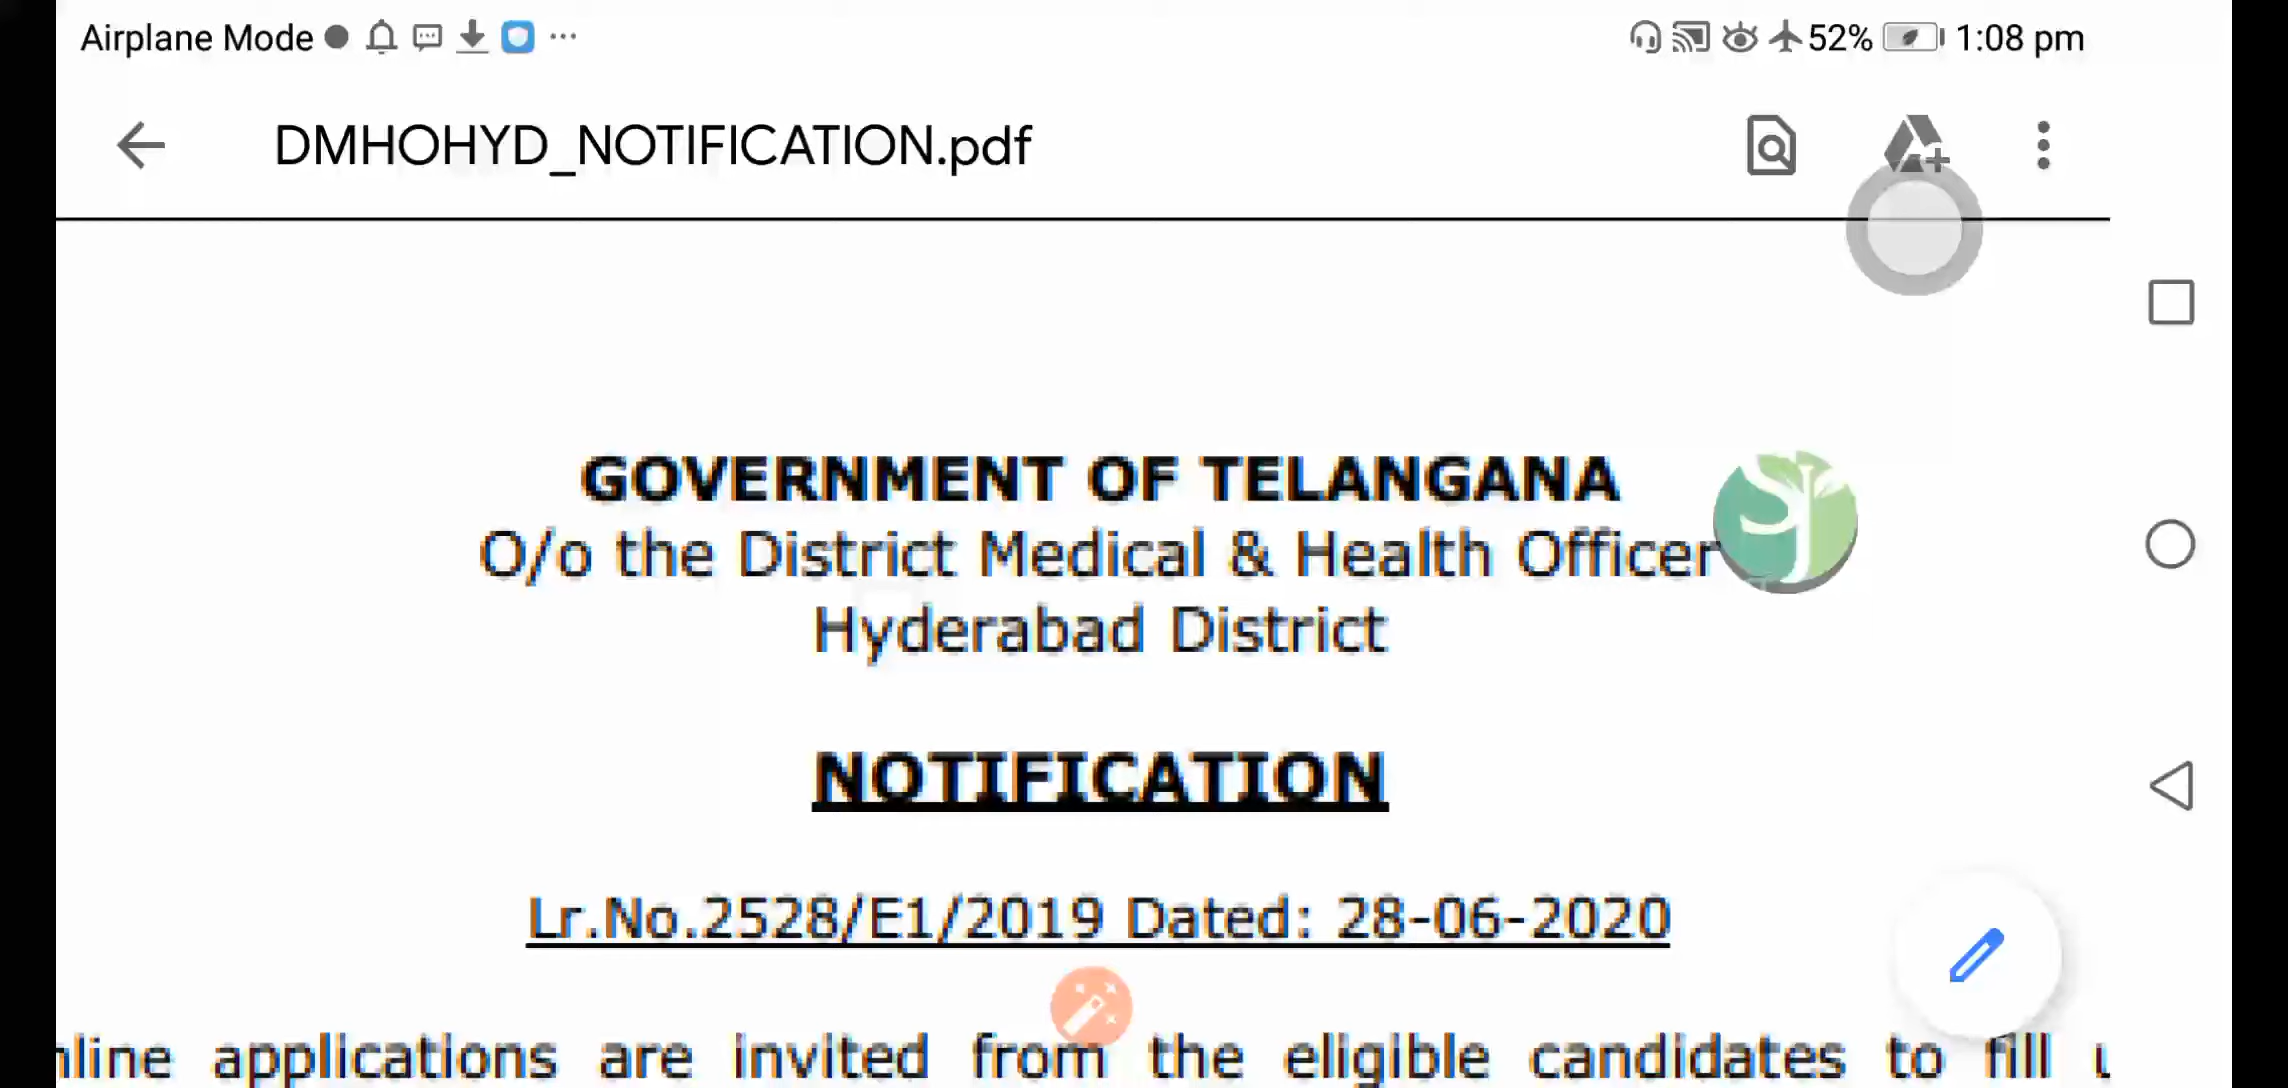 Airplane Mode 52% 1:08 pm
DMHOHYD_NOTIFICATION.pdf
GOVERNMENT OF TELANGANA
O/o the District Medical & Health Officer
Hyderabad District
NOTIFICATION
Lr.No.2528/E1/2019 Dated: 28-06-2020
nline applications are invited from the eligible candidates to fill